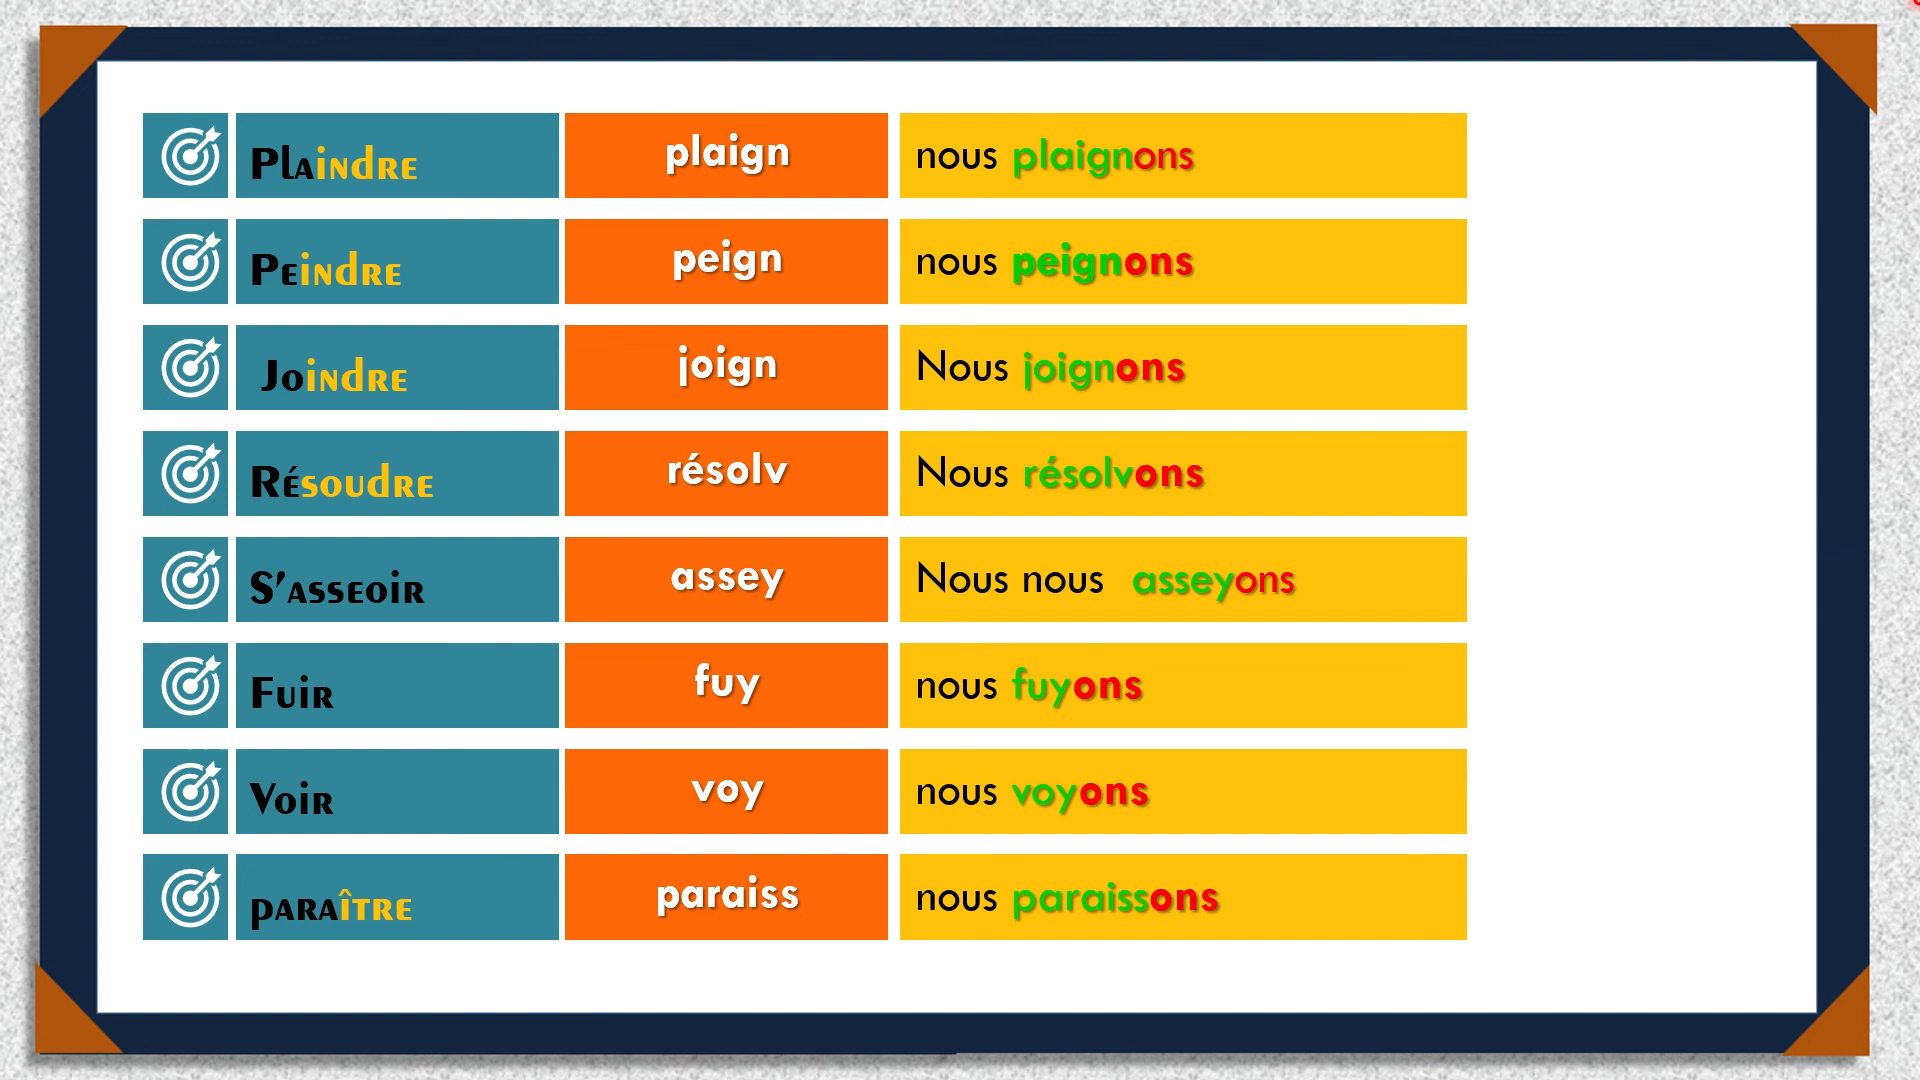 Plaindre plaign nous plaignons
Peindre peign nous peignons
Joindre joign Nous joignons
Résoudre résolv Nous résolvons
S'asseoir assey Nous nous asseyons
Fuir fuy nous fuyons
Voir voy nous voyons
paraître paraiss nous paraissons